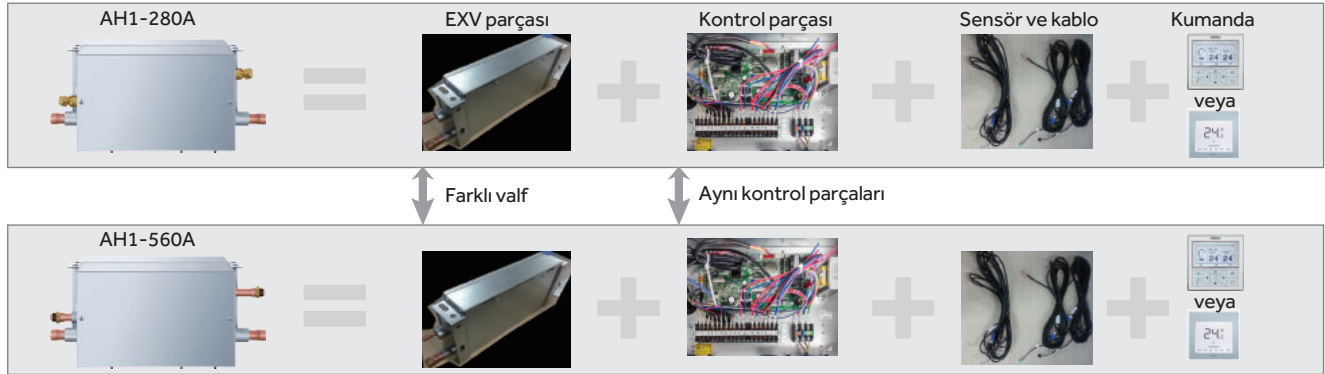 AH1-280A
EXV parçası
Kontrol parçası
Sensör ve kablo
Kumanda
veya
Farklı valf
Aynı kontrol parçaları
AH1-560A
veya